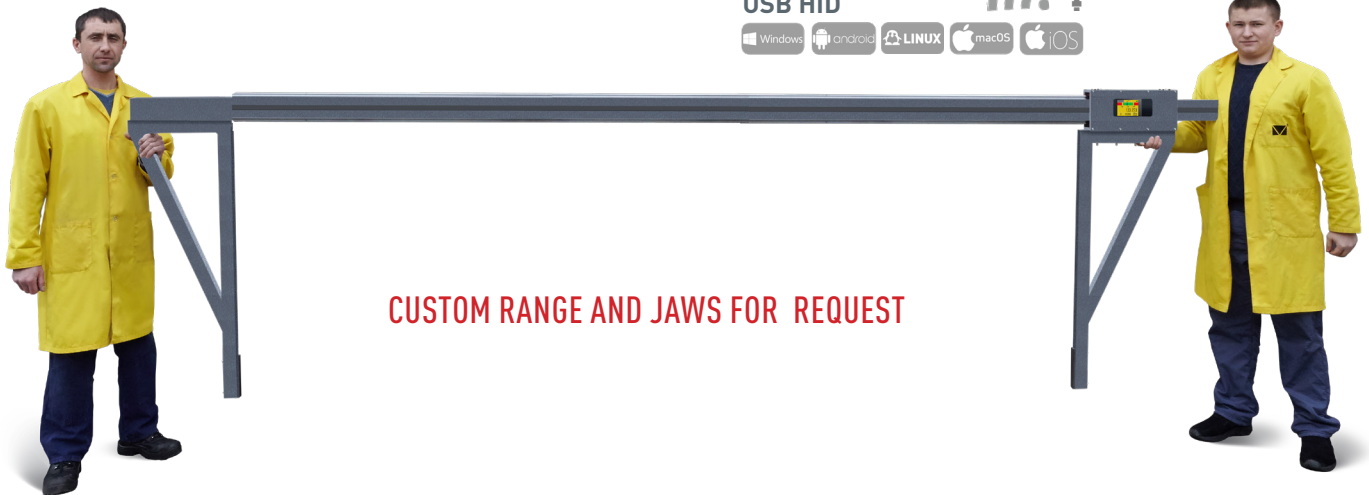 USB HID
Windows android LINUX macOS iOS
CUSTOM RANGE AND JAWS FOR REQUEST